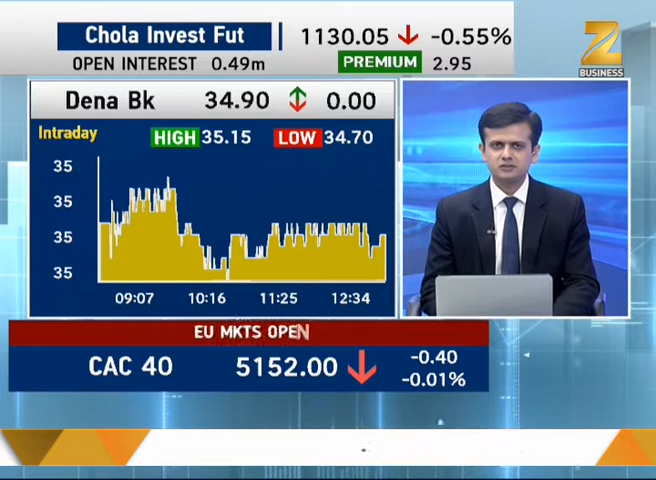 Chola Invest Fut 1130.05 -0.55%
OPEN INTEREST 0.49m PREMIUM 2.95
Z
BUSINESS
Dena Bk 34.90 0.00
Intraday HIGH 35.15 LOW 34.70
35
35
35
35
09:07 10:16 11:25 12:34
EU MKTS OPEN
CAC 40 5152.00 -0.40
-0.01%